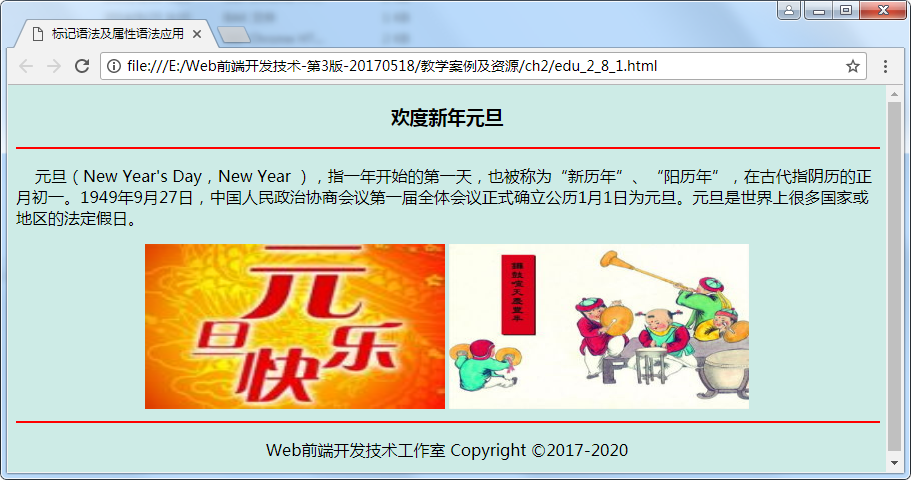 标记语法及属性语法应用
file:///E:/Web前端开发技术-第3版-20170518/教学案例及资源/ch2/edu_2_8_1.html
欢度新年元旦
元旦（New Year's Day，New Year ），指一年开始的第一天，也被称为“新历年”、“阳历年”，在古代指阴历的正
月初一。1949年9月27日，中国人民政治协商会议第一届全体会议正式确立公历1月1日为元旦。元旦是世界上很多国家或
地区的法定假日。
元
旦快乐
Web前端开发技术工作室 Copyright ©2017-2020